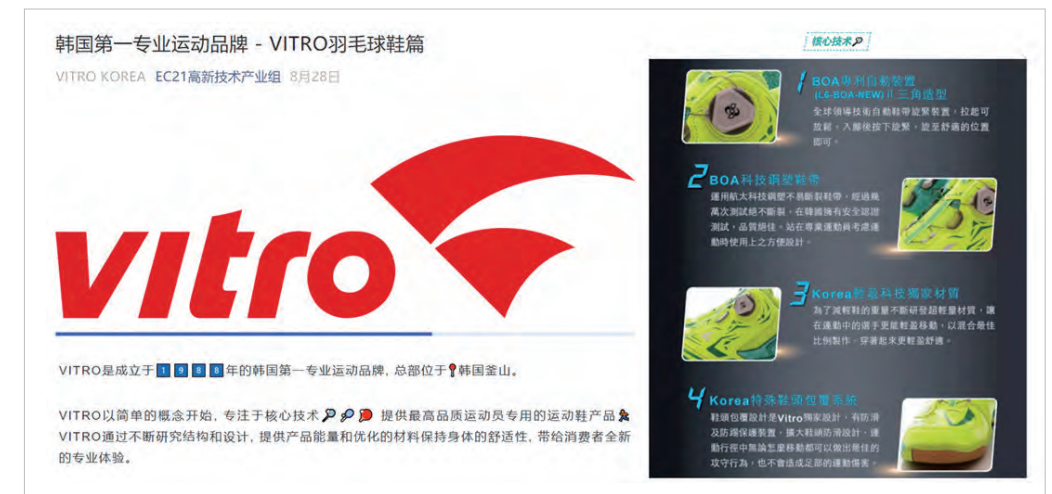 韩国第一专业运动品牌 - VITRO羽毛球鞋篇
VITRO KOREA EC21高新技术产业组 8月28日
vitro
VITRO是成立于1988年的韩国第一专业运动品牌, 总部位于韩国釜山。
VITRO以简单的概念开始, 专注于核心技术 提供最高品质运动员专用的运动鞋产品
VITRO通过不断研究结构和设计, 提供产品能量和优化的材料保持身体的舒适性, 带给消费者全新
的专业体验。
核心技术
1 BOA專利自動裝置
(L6-BOA-NEW) II 三角造型
全球領導技術自動鞋帶旋緊裝置，拉起可
放鬆，入腳後按下旋緊，旋至舒適的位置
即可。
2 BOA科技鋼塑鞋帶
運用航太科技鋼塑不易斷裂鞋帶，經過幾
萬次測試絕不斷裂，在韓國擁有安全認證
測試，品質絕佳。站在專業運動員考慮運
動時使用上之方便設計。
3 Korea輕盈科技獨家材質
為了減輕鞋的重量不斷研發超輕量材質，讓
在運動中的選手更能輕盈移動。以混合最佳
比例製作，穿著起來更輕盈舒適。
4 Korea特殊鞋頭包覆系統
鞋頭包覆設計是Vitro獨家設計，有防滑
及防踢保護裝置，擴大鞋頭防滑設計，運
動行徑中無論怎麼移動都可以做出最佳的
攻守行為，也不會造成足部的運動傷害。